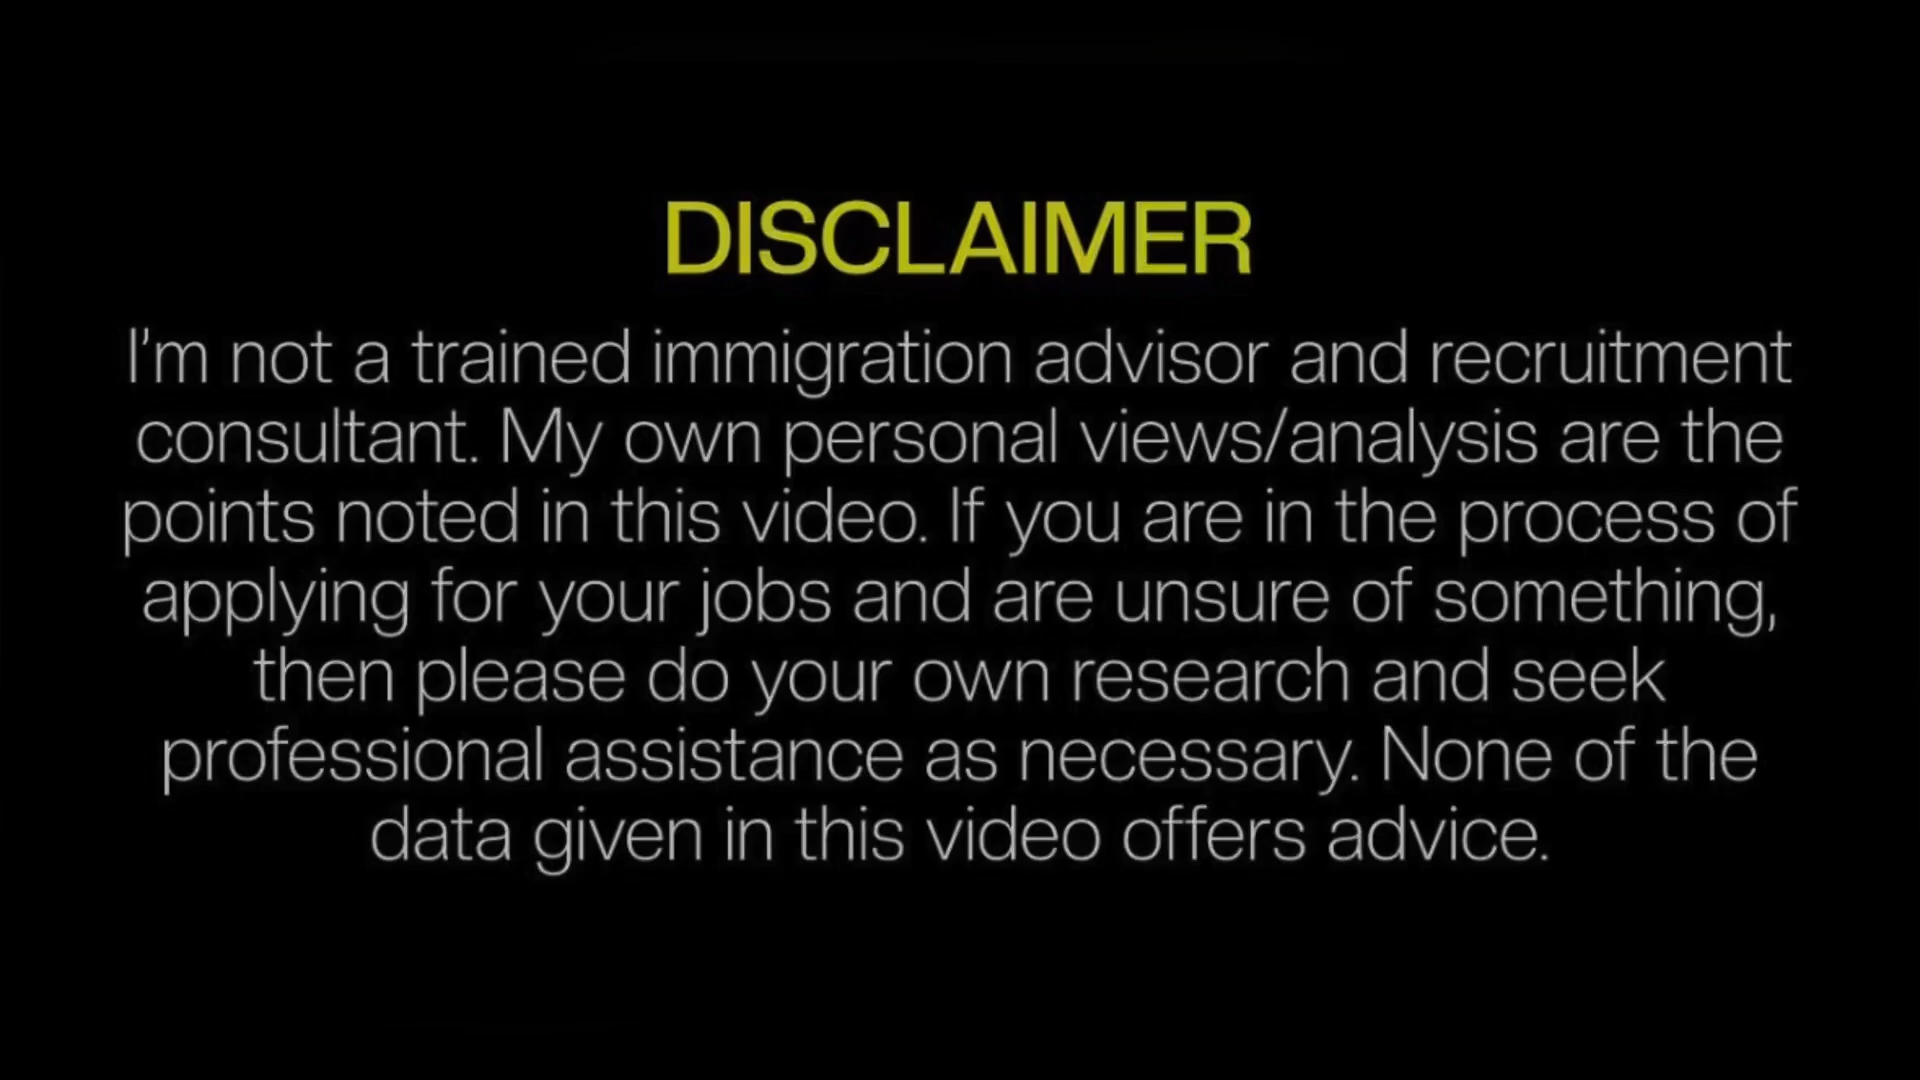 DISCLAIMER
I'm not a trained immigration advisor and recruitment
consultant. My own personal views/analysis are the
points noted in this video. If you are in the process of
applying for your jobs and are unsure of something,
then please do your own research and seek
professional assistance as necessary. None of the
data given in this video offers advice.